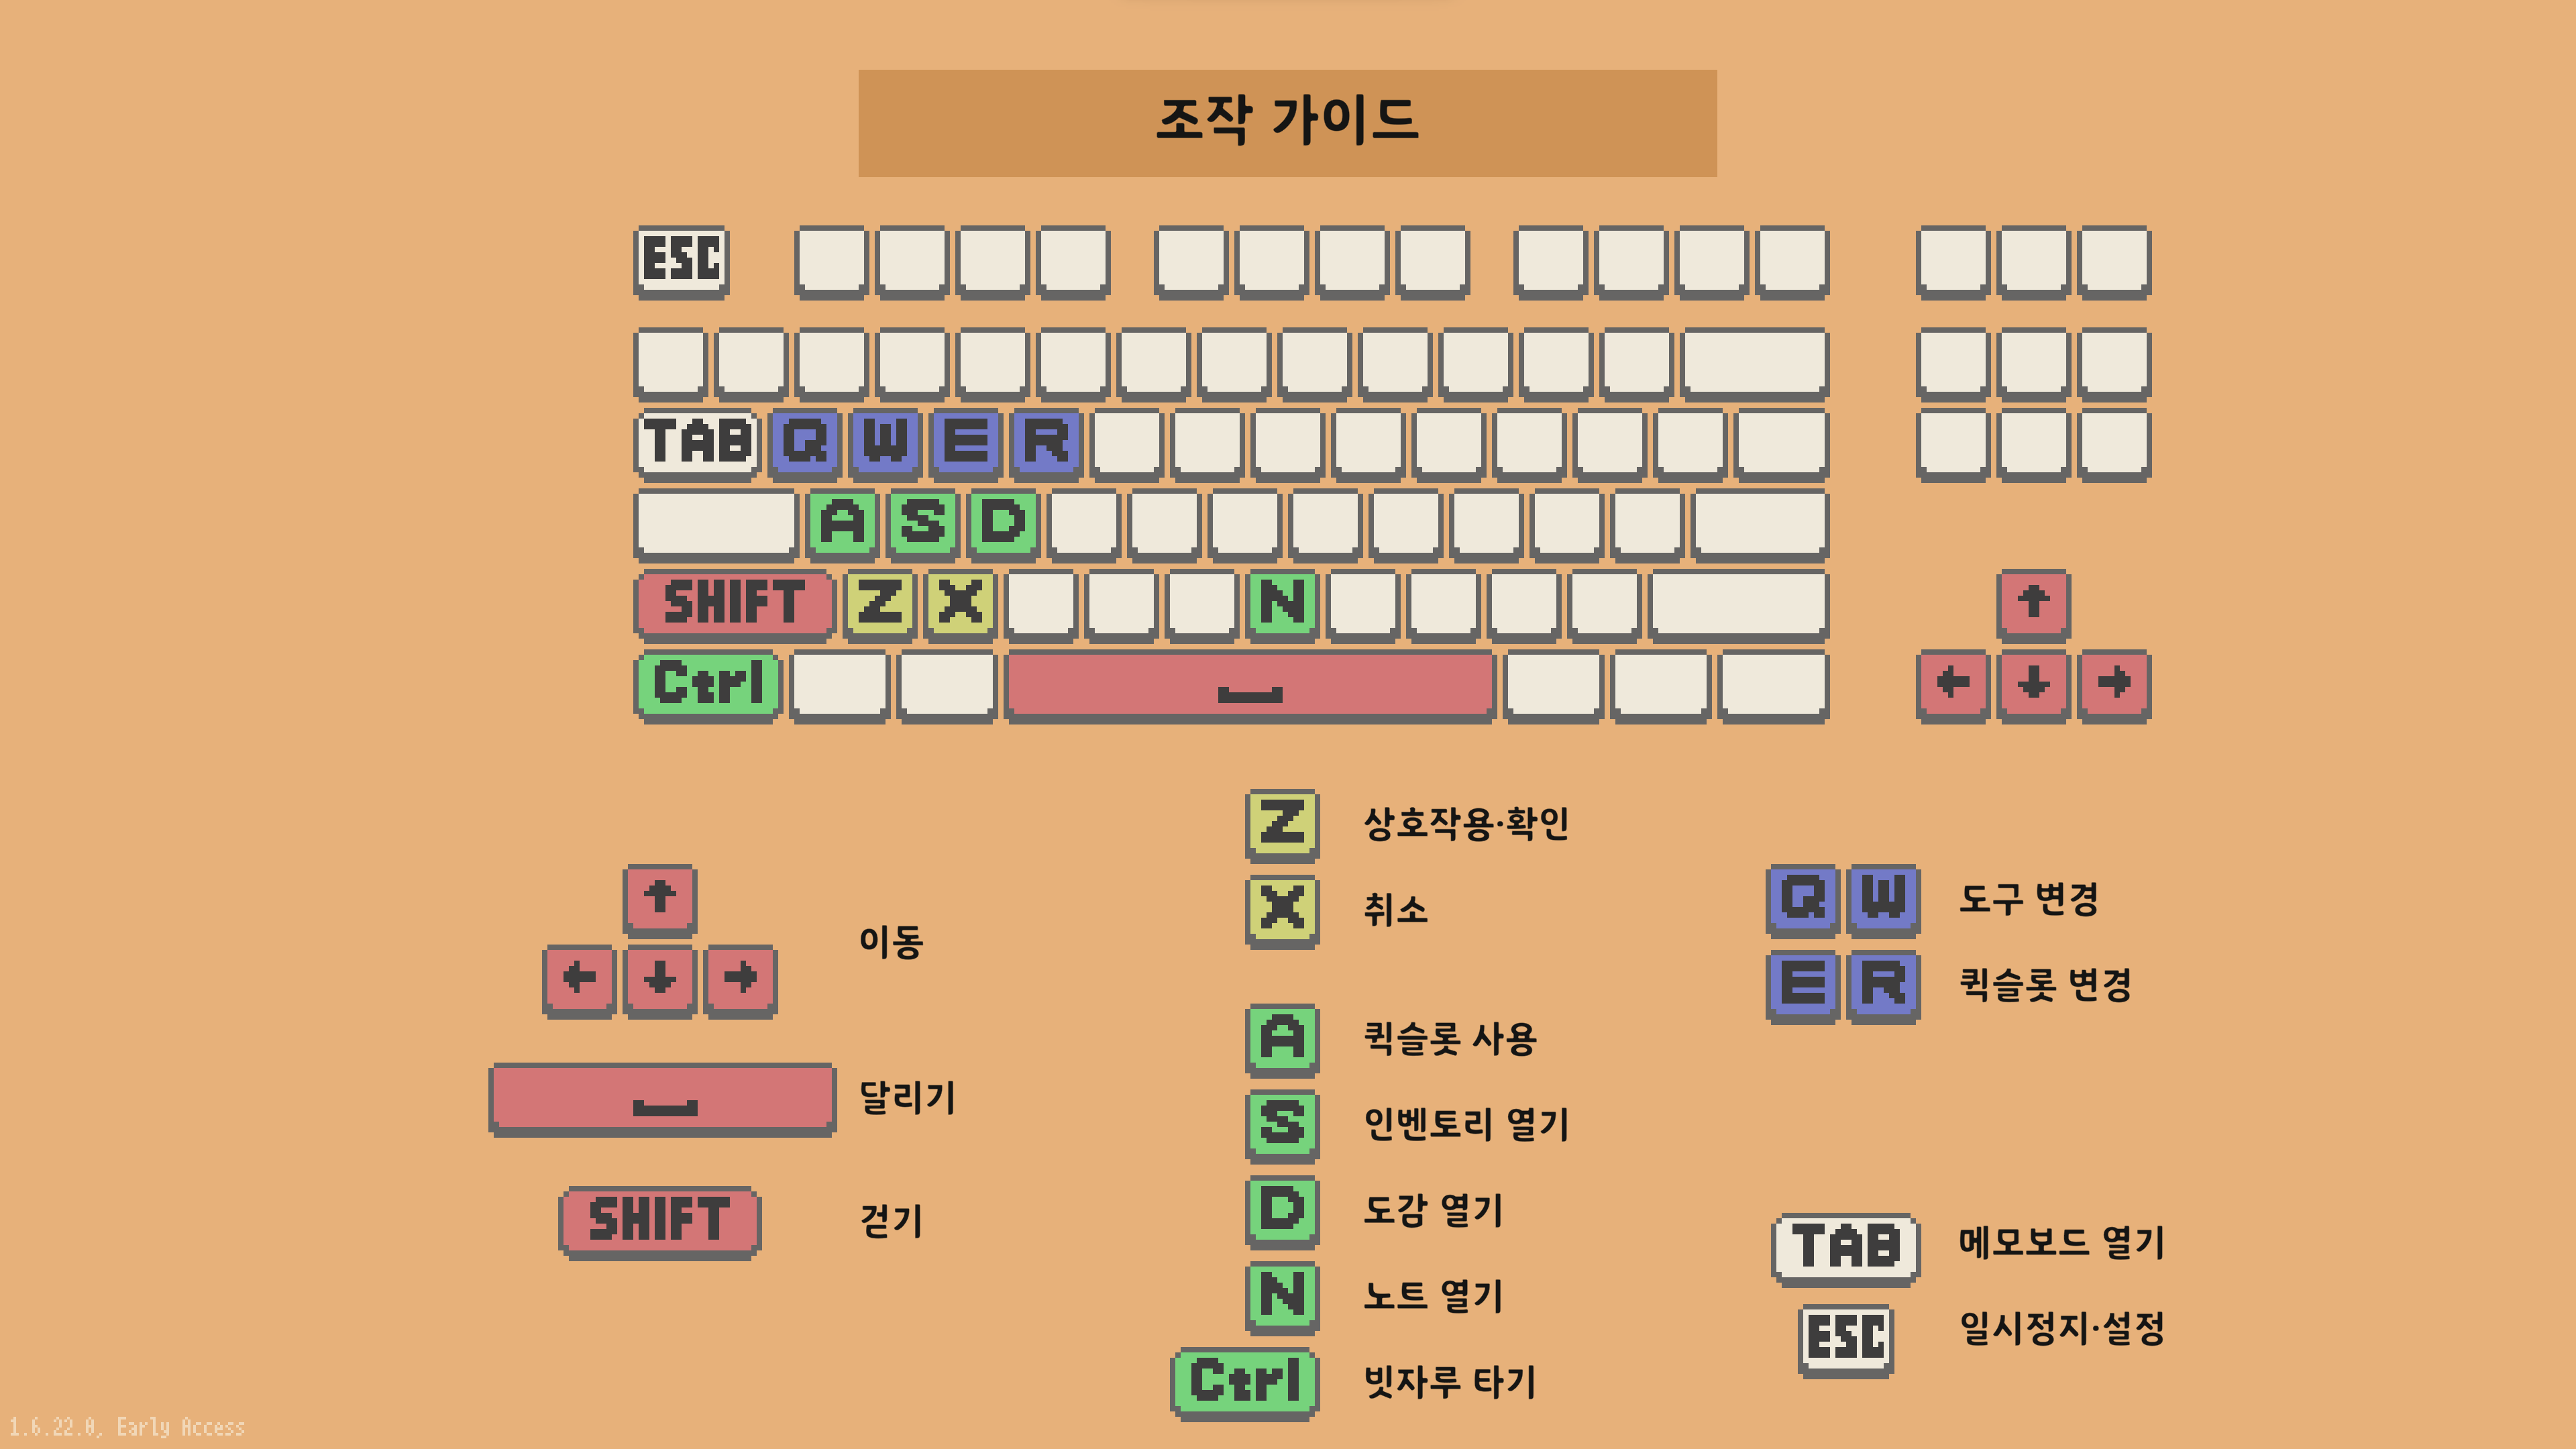 조작 가이드
ESC
TAB Q W E R
A S D
SHIFT Z X N ↑
Ctrl ← ↓ → 
↑
← ↓ → 이동
달리기
SHIFT 걷기
Z 상호작용·확인
X 취소
A 퀵슬롯 사용
S 인벤토리 열기
D 도감 열기
N 노트 열기
Ctrl 빗자루 타기
Q W 도구 변경
E R 퀵슬롯 변경
TAB 메모보드 열기
ESC 일시정지·설정
1.6.22.0, Early Access